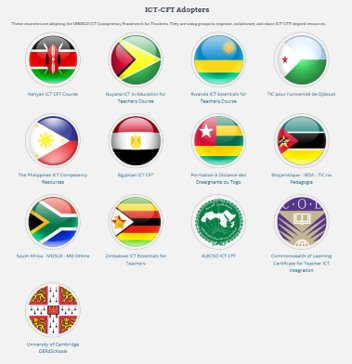 ICT-CFT Adopters
These countries are adopting the UNESCO ICT Competency Framework for Teachers. They are using groups to organize, collaborate, and share ICT-CFT aligned resources.
Kenyan ICT CFT Course
Guyana ICT in Education for
Teachers Course
Rwanda ICT Essentials for
Teachers Course
TIC pour l'université de Djibouti
The Philippines ICT Competency
Resources
Egyptian ICT CFT
Formation à Distance des
Enseignants du Togo
Moçambique - REA - TIC na
Pedagogia
South Africa - MOSLG - MG Online
Zimbabwe ICT Essentials for
Teachers
ALECSO ICT CFT
COL
Commonwealth of Learning
Certificate for Teacher ICT
Integration
University of Cambridge
OER4Schools